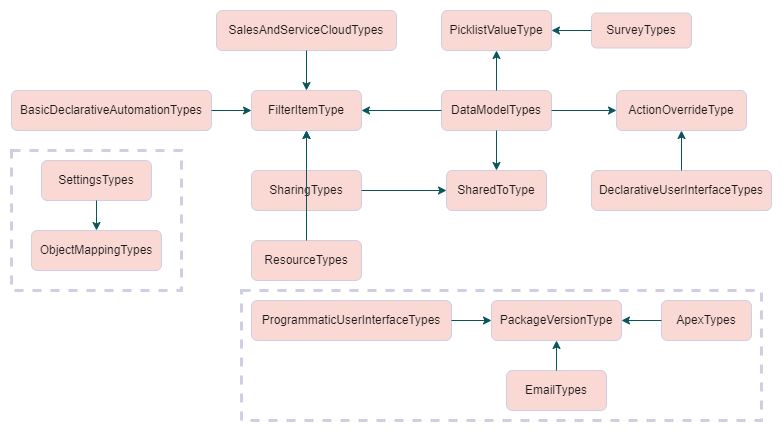 SalesAndServiceCloudTypes
PicklistValueType
SurveyTypes
BasicDeclarativeAutomationTypes
FilterItemType
DataModelTypes
ActionOverrideType
SettingsTypes
SharingTypes
SharedToType
DeclarativeUserInterfaceTypes
ObjectMappingTypes
ResourceTypes
ProgrammaticUserInterfaceTypes
PackageVersionType
ApexTypes
EmailTypes